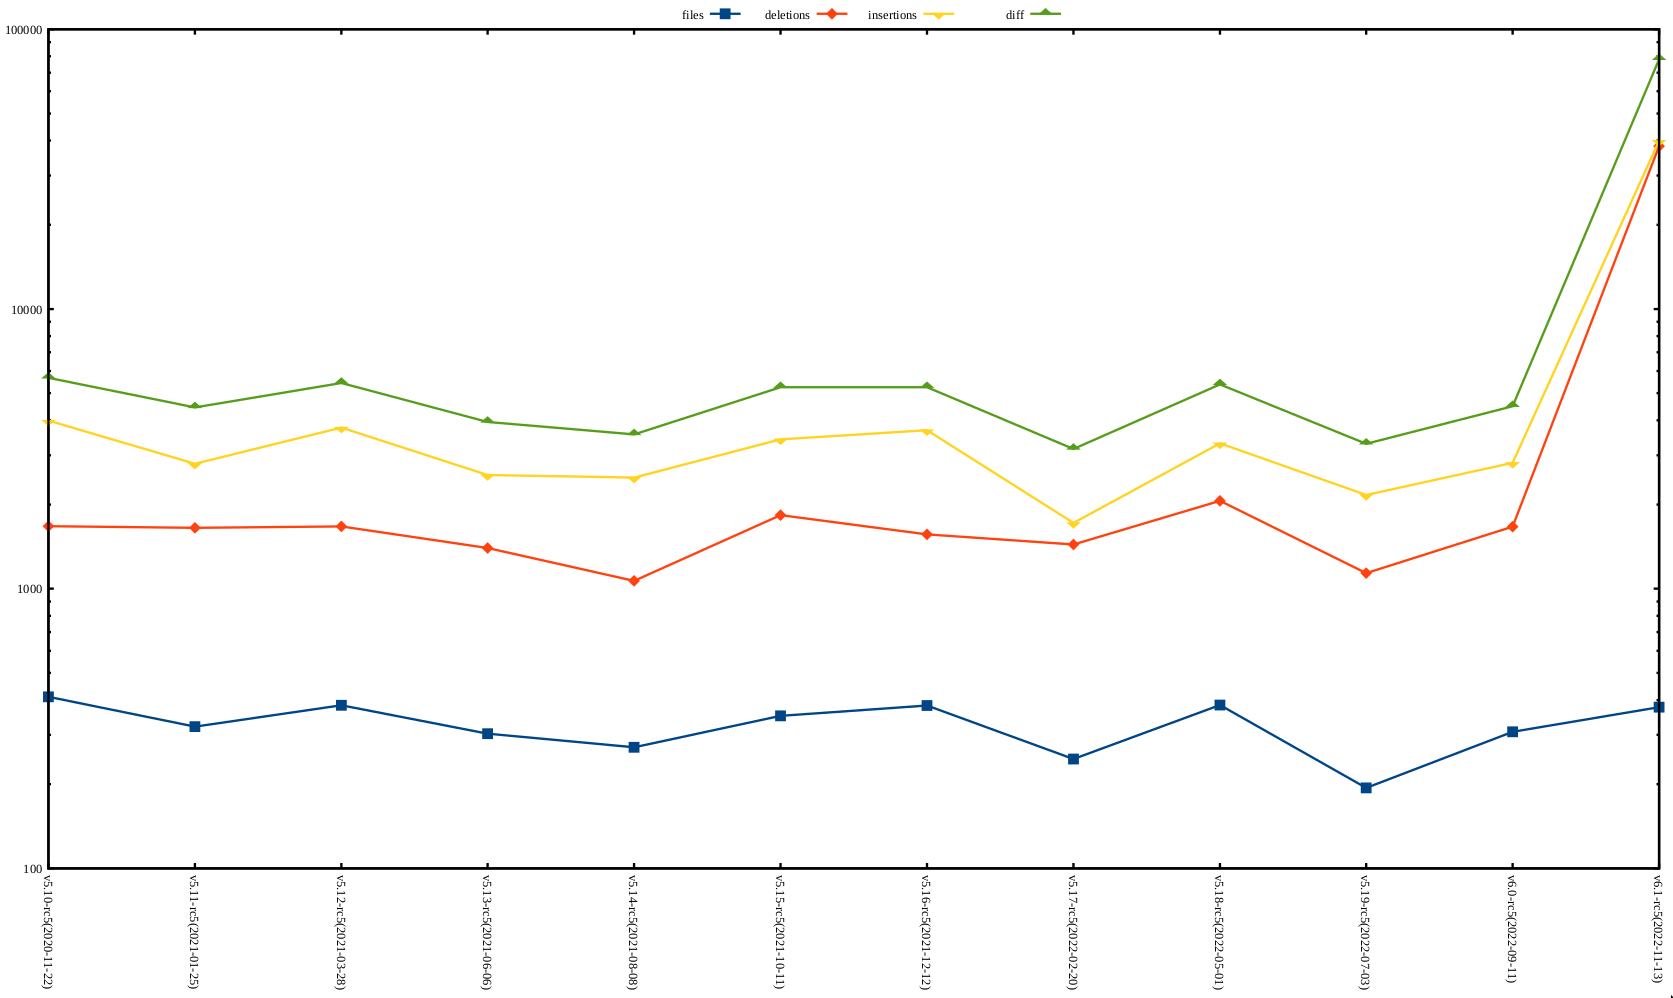 files deletions insertions diff
100000
10000
1000
100
v5.10-rc5(2020-11-22)
v5.11-rc5(2021-01-25)
v5.12-rc5(2021-03-28)
v5.13-rc5(2021-06-06)
v5.14-rc5(2021-08-08)
v5.15-rc5(2021-10-11)
v5.16-rc5(2021-12-12)
v5.17-rc5(2022-02-20)
v5.18-rc5(2022-05-01)
v5.19-rc5(2022-07-03)
v6.0-rc5(2022-09-11)
v6.1-rc5(2022-11-13)